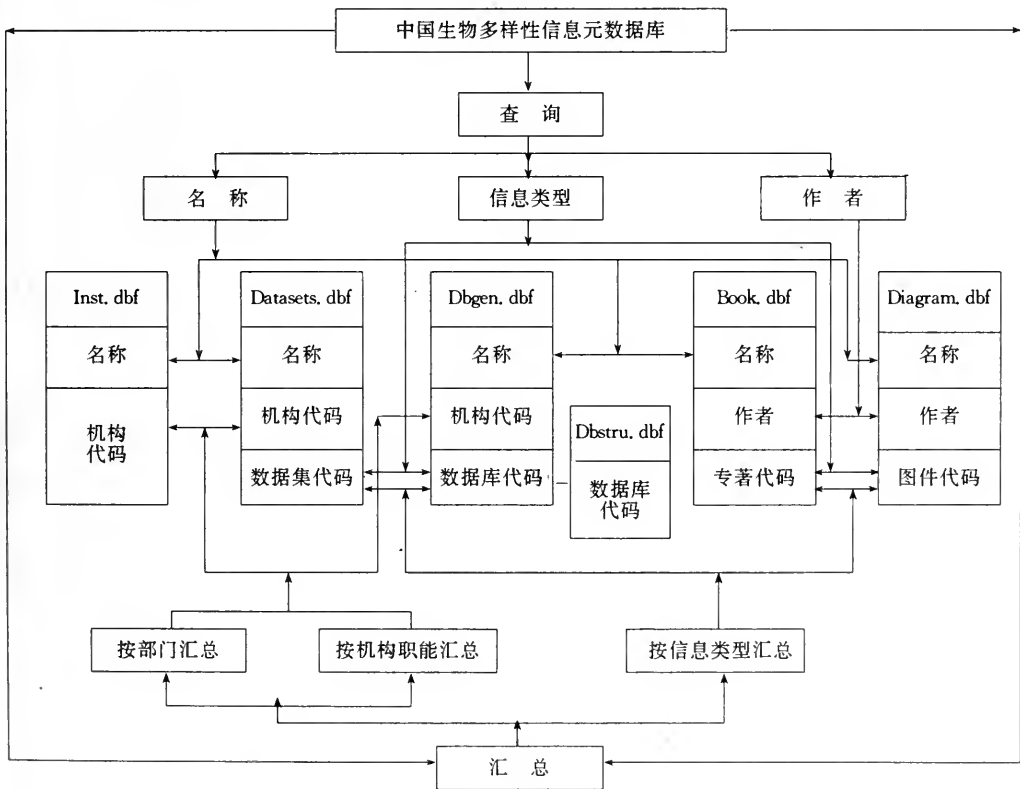 中国生物多样性信息元数据库
查 询
名 称
信息类型
作 者
Inst. dbf
名称
机构
代码
Datasets. dbf
名称
机构代码
数据集代码
Dbgen. dbf
名称
机构代码
数据库代码
Dbstru. dbf
数据库
代码
Book. dbf
名称
作者
专著代码
Diagram. dbf
名称
作者
图件代码
按部门汇总
按机构职能汇总
按信息类型汇总
汇 总